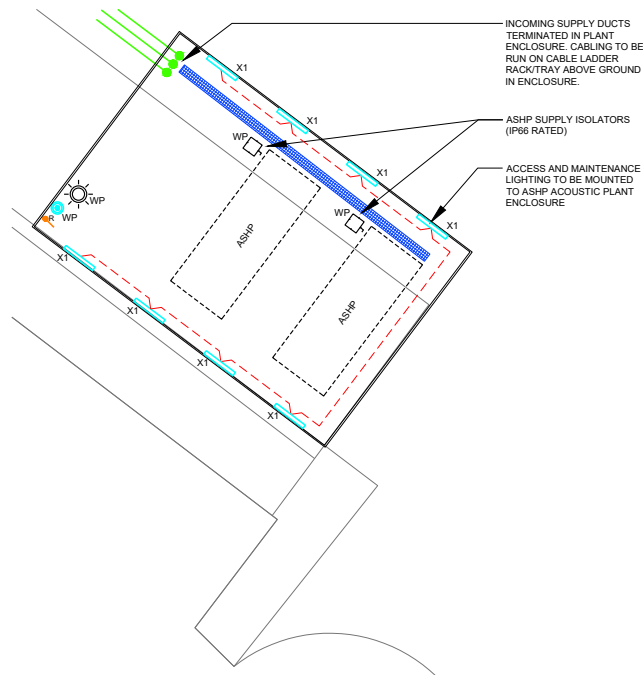 INCOMING SUPPLY DUCTS
TERMINATED IN PLANT
ENCLOSURE. CABLING TO BE
RUN ON CABLE LADDER
RACK/TRAY ABOVE GROUND
IN ENCLOSURE.
X1
X1
ASHP SUPPLY ISOLATORS
(IP66 RATED)
WP
X1
ACCESS AND MAINTENANCE
LIGHTING TO BE MOUNTED
TO ASHP ACOUSTIC PLANT
ENCLOSURE
WP
WP
X1
R
WP
ASHP
X1
ASHP
X1
X1
X1